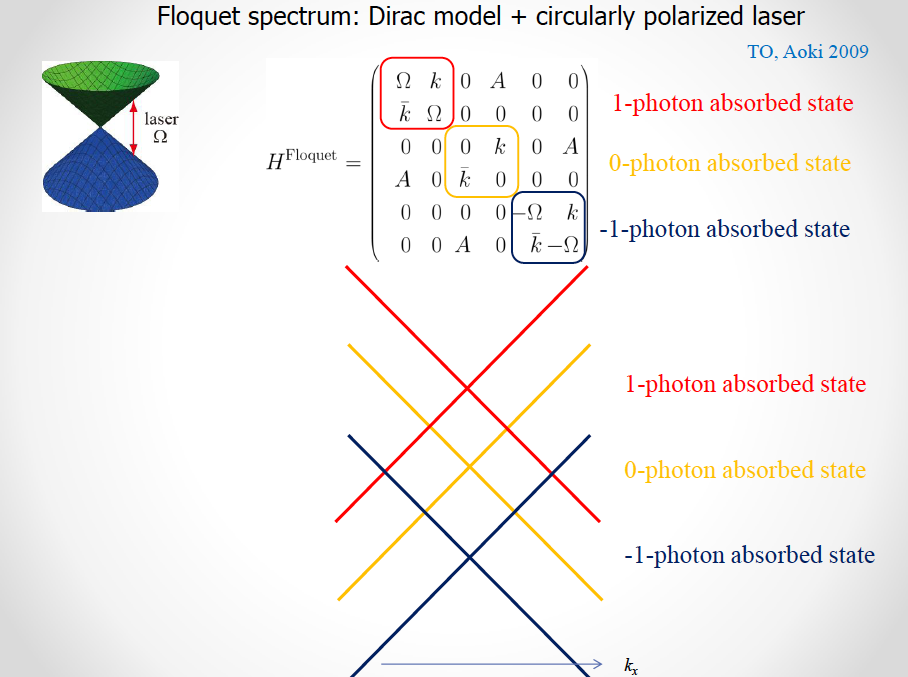 Floquet spectrum: Dirac model + circularly polarized laser
TO, Aoki 2009
laser
Ω
H^Floquet =
Ω k 0 A 0 0
k̄ Ω 0 0 0 0
0 0 0 k 0 A
A 0 k̄ 0 0 0
0 0 0 0 −Ω k
0 0 A 0 k̄ −Ω
1-photon absorbed state
0-photon absorbed state
-1-photon absorbed state
1-photon absorbed state
0-photon absorbed state
-1-photon absorbed state
kₓ